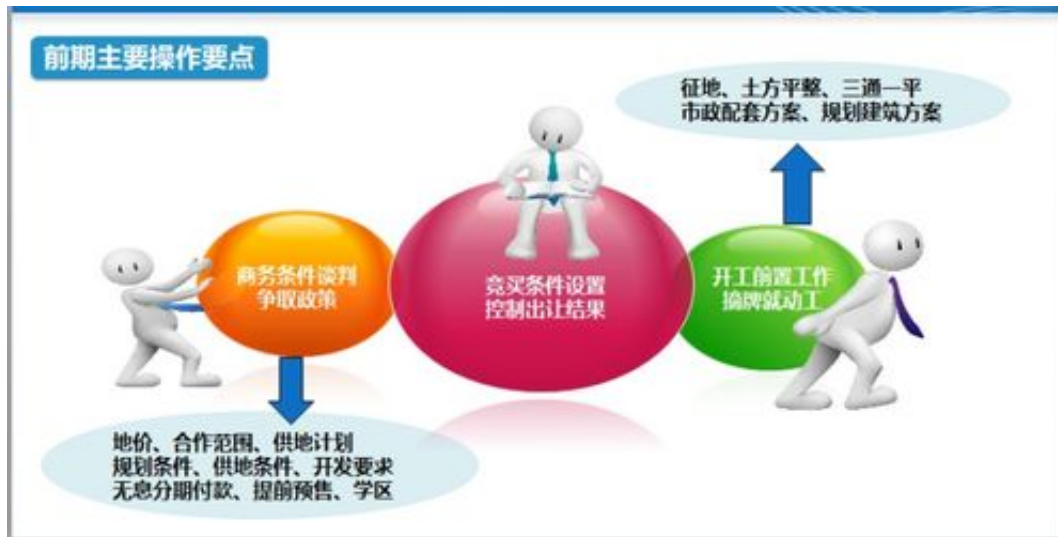 前期主要操作要点
征地、土方平整、三通一平
市政配套方案、规划建筑方案
商务条件谈判
争取政策
竞买条件设置
控制出让结果
开工前置工作
摘牌就动工
地价、合作范围、供地计划
规划条件、供地条件、开发要求
无息分期付款、提前预售、学区